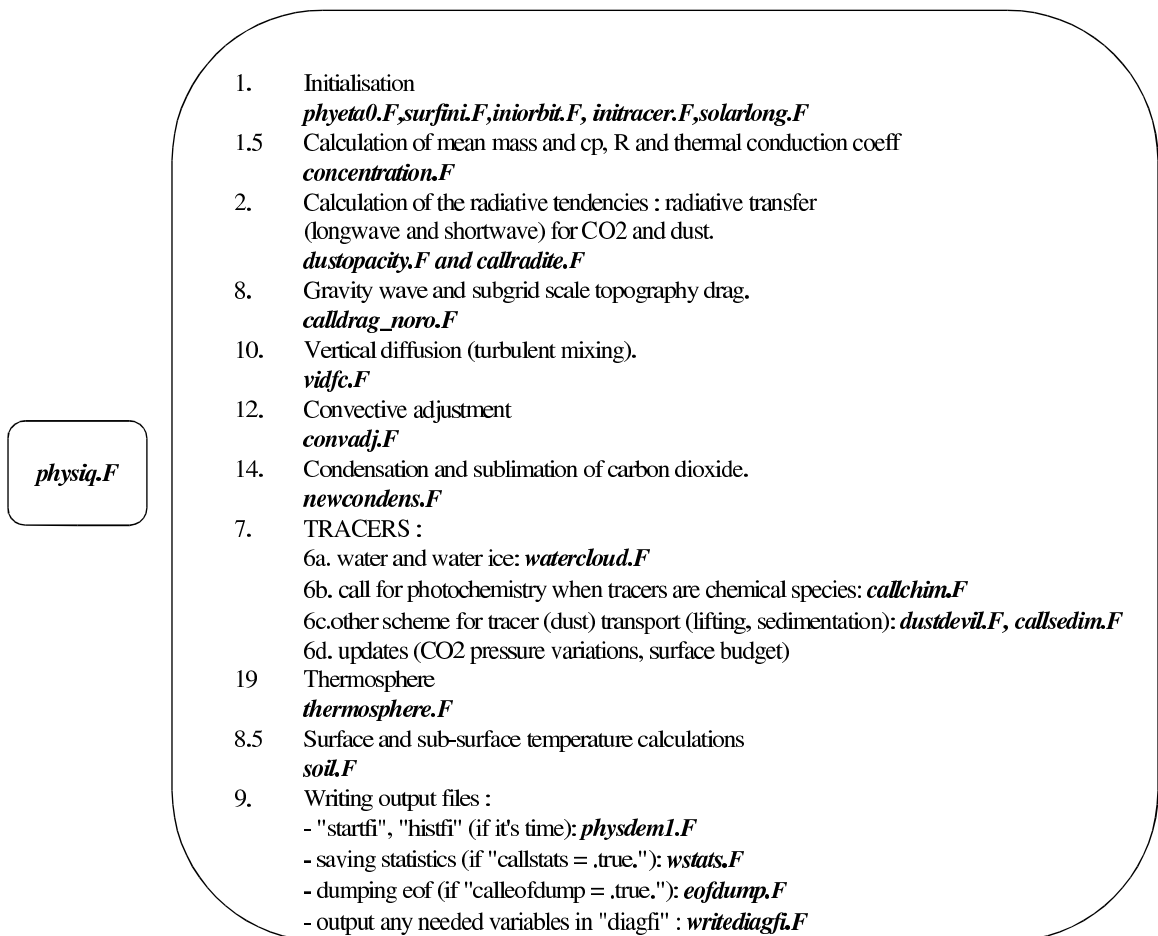 1. Initialisation
phyeta0.F,surfini.F,iniorbit.F, initracer.F,solarlong.F
1.5 Calculation of mean mass and cp, R and thermal conduction coeff
concentration.F
2. Calculation of the radiative tendencies : radiative transfer
(longwave and shortwave) for CO2 and dust.
dustopacity.F and callradite.F
8. Gravity wave and subgrid scale topography drag.
calldrag_noro.F
10. Vertical diffusion (turbulent mixing).
vidfc.F
12. Convective adjustment
convadj.F
14. Condensation and sublimation of carbon dioxide.
newcondens.F
physiq.F
7. TRACERS :
6a. water and water ice: watercloud.F
6b. call for photochemistry when tracers are chemical species: callchim.F
6c.other scheme for tracer (dust) transport (lifting, sedimentation): dustdevil.F, callsedim.F
6d. updates (CO2 pressure variations, surface budget)
19 Thermosphere
thermosphere.F
8.5 Surface and sub-surface temperature calculations
soil.F
9. Writing output files :
- "startfi", "histfi" (if it's time): physdem1.F
- saving statistics (if "callstats = .true."): wstats.F
- dumping eof (if "calleofdump = .true."): eofdump.F
- output any needed variables in "diagfi" : writediagfi.F